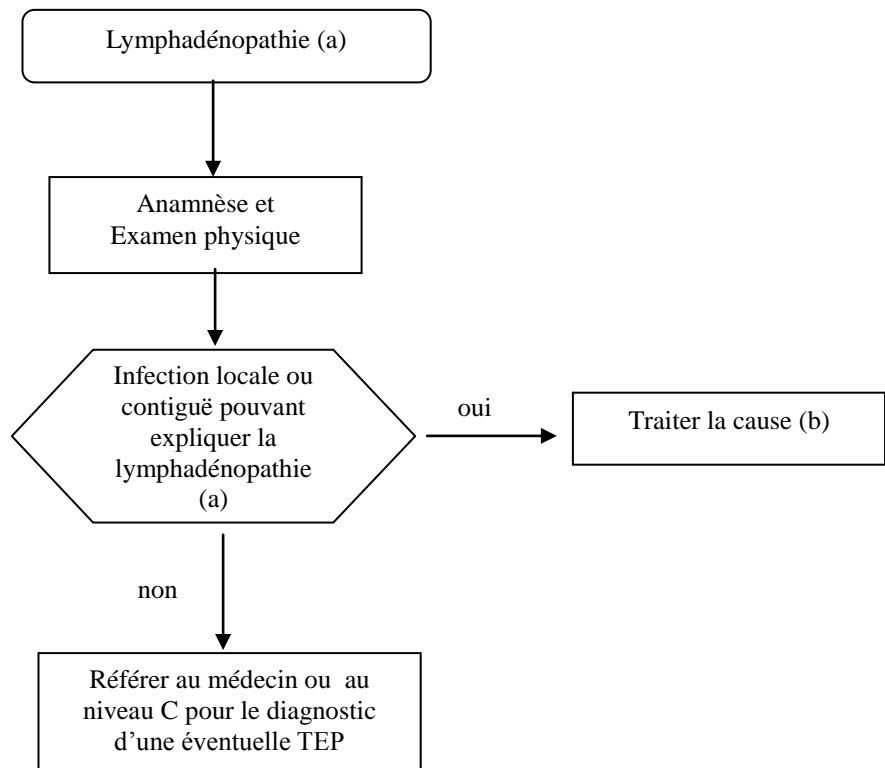 Lymphadénopathie (a)
Anamnèse et
Examen physique
Infection locale ou
contiguë pouvant
expliquer la
lymphadénopathie
(a)
oui
Traiter la cause (b)
non
Référer au médecin ou au
niveau C pour le diagnostic
d’une éventuelle TEP